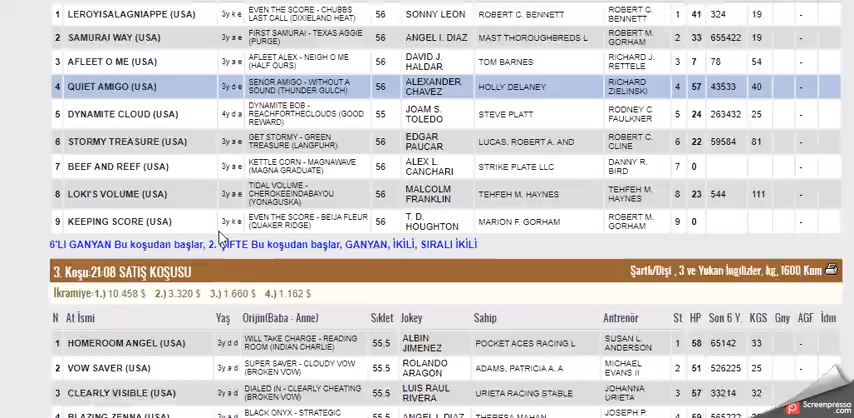 1 LEROYISALAGNIAPPE (USA) 3y k e EVEN THE SCORE - CHUBBS LAST CALL (DIXIELAND HEAT) 56 SONNY LEON ROBERT C. BENNETT ROBERT C. BENNETT 1 41 324 19 -
2 SAMURAI WAY (USA) 3y a e FIRST SAMURAI - TEXAS AGGIE (PURGE) 56 ANGEL I. DIAZ MAST THOROUGHBREDS L ROBERT M. GORHAM 2 33 655422 19 -
3 AFLEET O ME (USA) 3y a e AFLEET ALEX - NEIGH O ME (HALF OURS) 56 DAVID J. HALDAR TOM BARNES RICHARD J. RETTELE 3 7 78 54 -
4 QUIET AMIGO (USA) 3y d e SENOR AMIGO - WITHOUT A SOUND (THUNDER GULCH) 56 ALEXANDER CHAVEZ HOLLY DELANEY RICHARD ZIELINSKI 4 57 43533 40 -
5 DYNAMITE CLOUD (USA) 4y d a DYNAMITE BOB - REACHFORTHECLOUDS (GOOD REWARD) 55 JOAM S. TOLEDO STEVE PLATT RODNEY C. FAULKNER 5 24 263432 25 -
6 STORMY TREASURE (USA) 3y a e GET STORMY - GREEN TREASURE (LANGFUHR) 56 EDGAR PAUCAR LUCAS, ROBERT A. AND ROBERT C. CLINE 6 22 59584 81 -
7 BEEF AND REEF (USA) 3y a e KETTLE CORN - MAGNAWAVE (MAGNA GRADUATE) 56 ALEX L. CANCHARI STRIKE PLATE LLC DANNY R. BIRD 7 0 -
8 LOKI'S VOLUME (USA) 3y a e TIDAL VOLUME - CHEROKEEINDABAYOU (YONAGUSKA) 56 MALCOLM FRANKLIN TEHFEH M. HAYNES TEHFEH M. HAYNES 8 23 544 111 -
9 KEEPING SCORE (USA) 3y k e EVEN THE SCORE - BEIJA FLEUR (QUAKER RIDGE) 56 T. D. HOUGHTON MARION F. GORHAM ROBERT M. GORHAM 9 0 -
6'LI GANYAN Bu koşudan başlar, 2. ÇİFTE Bu koşudan başlar, GANYAN, İKİLİ, SIRALI İKİLİ
3. Koşu:21:08 SATIŞ KOŞUSU Şartlı/Dişi , 3 ve Yukarı İngilizler, kg, 1600 Kum
İkramiye:1.) 10.458 $ 2.) 3.320 $ 3.) 1.660 $ 4.) 1.162 $
N At İsmi Yaş Orijin(Baba - Anne) Sıklet Jokey Sahip Antrenör St HP Son 6 Y. KGS Gny AGF İdm
1 HOMEROOM ANGEL (USA) 3y d d WILL TAKE CHARGE - READING ROOM (INDIAN CHARLIE) 55.5 ALBIN JIMENEZ POCKET ACES RACING L SUSAN L. ANDERSON 1 58 65142 33 -
2 VOW SAVER (USA) 3y a d SUPER SAVER - CLOUDY VOW (BROKEN VOW) 55.5 ROLANDO ARAGON ADAMS, PATRICIA A. A MICHAEL EVANS II 2 51 526225 25 -
3 CLEARLY VISIBLE (USA) 3y a d DIALED IN - CLEARLY CHEATING (BROKEN VOW) 55.5 LUIS RAUL RIVERA URIETA RACING STABLE JOHANNA URIETA 3 57 33214 32 -
4 BLAZING ZENNA (USA) BLACK ONYX - STRATEGIC 55.5 ANGEL I. DIAZ THERESA MAHAN JOSEPH P.
Screenpresso